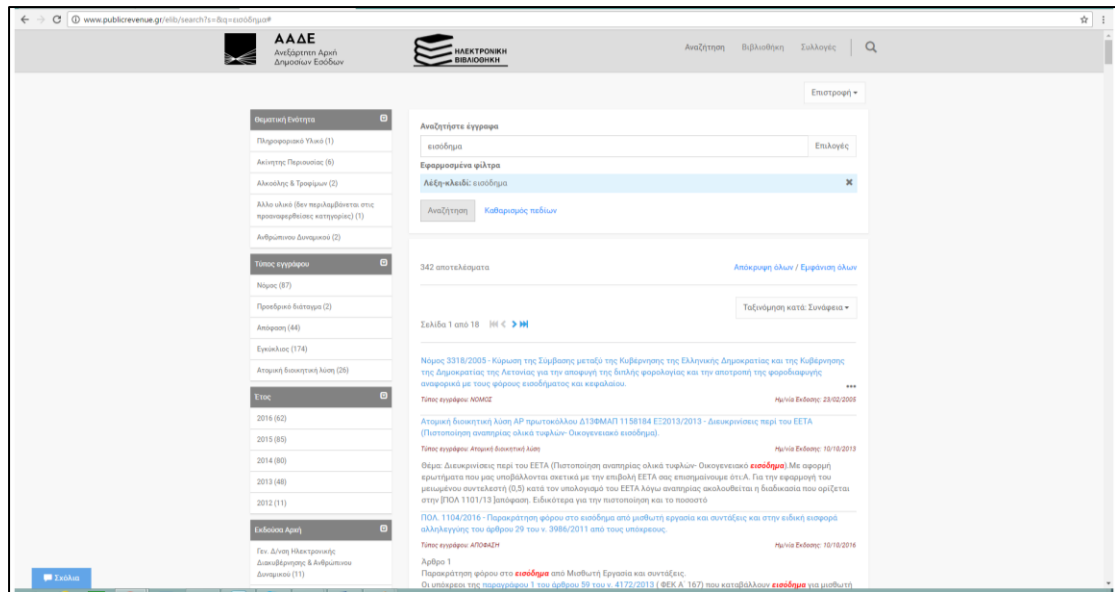 www.publicrevenue.gr/elib/search?s=&q=εισόδημα#
ΑΑΔΕ
Ανεξάρτητη Αρχή
Δημοσίων Εσόδων
ΗΛΕΚΤΡΟΝΙΚΗ
ΒΙΒΛΙΟΘΗΚΗ
Αναζήτηση Βιβλιοθήκη Συλλογές
Επιστροφή
Θεματική Ενότητα
Πληροφοριακό Υλικό (1)
Ακίνητης Περιουσίας (6)
Αλκοόλης & Τροφίμων (2)
Άλλο υλικό (δεν περιλαμβάνεται στις
προαναφερθείσες κατηγορίες) (1)
Ανθρώπινου Δυναμικού (2)
Τύπος εγγράφου
Νόμος (87)
Προεδρικό διάταγμα (2)
Απόφαση (44)
Εγκύκλιος (174)
Ατομική διοικητική λύση (26)
Έτος
2016 (62)
2015 (85)
2014 (80)
2013 (48)
2012 (11)
Εκδούσα Αρχή
Γεν. Δ/νση Ηλεκτρονικής
Διακυβέρνησης & Ανθρώπινου
Δυναμικού (11)
Σχόλια
Αναζητήστε έγγραφα
εισόδημα Επιλογές
Εφαρμοσμένα φίλτρα
Λέξη-κλειδί: εισόδημα
Αναζήτηση Καθαρισμός πεδίων
342 αποτελέσματα Απόκρυψη όλων / Εμφάνιση όλων
Ταξινόμηση κατά: Συνάφεια
Σελίδα 1 από 18
Νόμος 3318/2005 - Κύρωση της Σύμβασης μεταξύ της Κυβέρνησης της Ελληνικής Δημοκρατίας και της Κυβέρνησης
της Δημοκρατίας της Λετονίας για την αποφυγή της διπλής φορολογίας και την αποτροπή της φοροδιαφυγής
αναφορικά με τους φόρους εισοδήματος και κεφαλαίου.
Τύπος εγγράφου: ΝΟΜΟΣ Ημ/νία Έκδοσης: 23/02/2005
Ατομική διοικητική λύση ΑΡ πρωτοκόλλου Δ13ΦΜΑΠ 1158184 ΕΞ2013/2013 - Διευκρινίσεις περί του ΕΕΤΑ
(Πιστοποίηση αναπηρίας ολικά τυφλών- Οικογενειακό εισόδημα).
Τύπος εγγράφου: Ατομική διοικητική λύση Ημ/νία Έκδοσης: 10/10/2013
Θέμα: Διευκρινίσεις περί του ΕΕΤΑ (Πιστοποίηση αναπηρίας ολικά τυφλών- Οικογενειακό εισόδημα).Με αφορμή
ερωτήματα που μας υποβάλλονται σχετικά με την επιβολή ΕΕΤΑ σας επισημαίνουμε ότι:Α. Για την εφαρμογή του
μειωμένου συντελεστή (0,5) κατά τον υπολογισμό του ΕΕΤΑ λόγω αναπηρίας ακολουθείται η διαδικασία που ορίζεται
στην [ΠΟΛ 1101/13 ]απόφαση. Ειδικότερα για την πιστοποίηση και το ποσοστό
ΠΟΛ. 1104/2016 - Παρακράτηση φόρου στο εισόδημα από μισθωτή εργασία και συντάξεις και στην ειδική εισφορά
αλληλεγγύης του άρθρου 29 του ν. 3986/2011 από τους υπόχρεους.
Τύπος εγγράφου: ΑΠΟΦΑΣΗ Ημ/νία Έκδοσης: 10/10/2016
Άρθρο 1
Παρακράτηση φόρου στο εισόδημα από Μισθωτή Εργασία και συντάξεις.
Οι υπόχρεοι της παραγράφου 1 του άρθρου 59 του ν. 4172/2013 ( ΦΕΚ Α΄ 167) που καταβάλλουν εισόδημα για μισθωτή